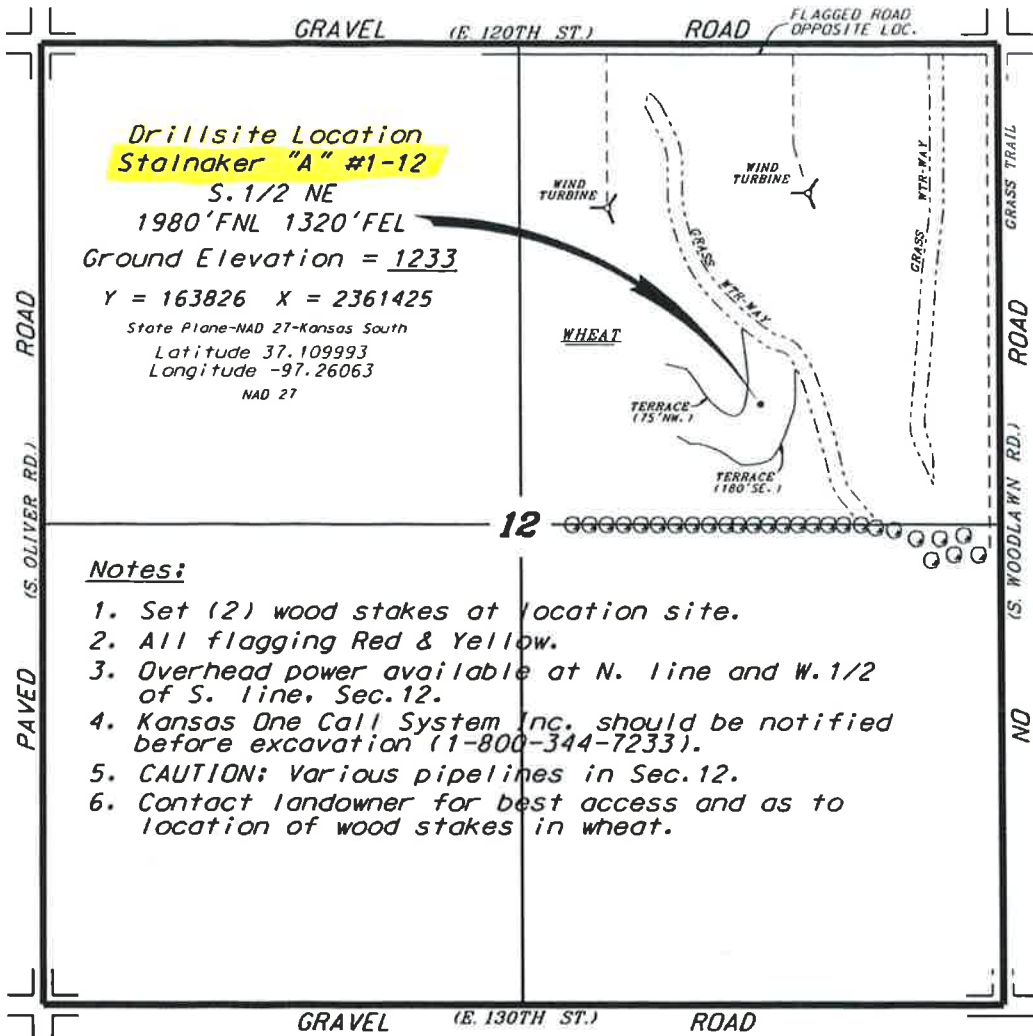 GRAVEL (E. 120TH ST.) ROAD
FLAGGED ROAD
OPPOSITE LOC.
Drillsite Location
Stalnaker "A" #1-12
S. 1/2 NE
1980'FNL 1320'FEL
Ground Elevation = 1233
Y = 163826 X = 2361425
State Plane-NAD 27-Kansas South
Latitude 37.109993
Longitude -97.26063
NAD 27
WIND
TURBINE
WIND
TURBINE
GRASS WTR-WAY
GRASS WTR-WAY
GRASS TRAIL
WHEAT
TERRACE
(75'NW.)
TERRACE
(180'SE.)
PAVED (S. OLIVER RD.) ROAD
NO (S. WOODLAWN RD.) ROAD
12
Notes:
1. Set (2) wood stakes at location site.
2. All flagging Red & Yellow.
3. Overhead power available at N. line and W. 1/2
of S. line, Sec. 12.
4. Kansas One Call System Inc. should be notified
before excavation (1-800-344-7233).
5. CAUTION: Various pipelines in Sec. 12.
6. Contact landowner for best access and as to
location of wood stakes in wheat.
GRAVEL (E. 130TH ST.) ROAD